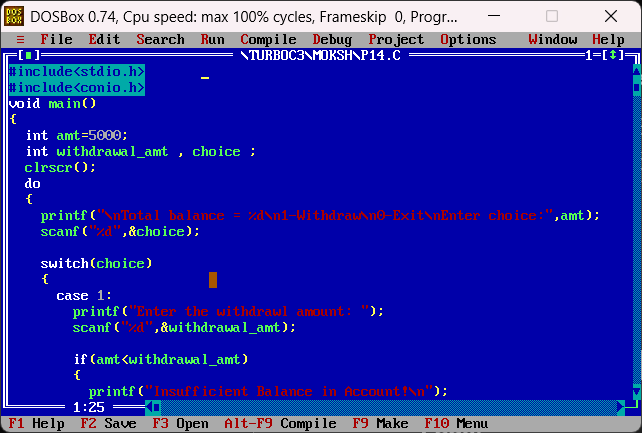 DOS BOX DOSBox 0.74, Cpu speed: max 100% cycles, Frameskip 0, Progr...
≡ File Edit Search Run Compile Debug Project Options Window Help
[■] \TURBOC3\MOKSH\P14.C 1=[↕]
#include<stdio.h>
#include<conio.h>
void main()
{
int amt=5000;
int withdrawal_amt , choice ;
clrscr();
do
{
printf("\nTotal balance = %d\n1-Withdraw\n0-Exit\nEnter choice:",amt);
scanf("%d",&choice);
switch(choice)
{
case 1:
printf("Enter the withdrawl amount: ");
scanf("%d",&withdrawal_amt);
if(amt<withdrawal_amt)
{
printf("Insufficient Balance in Account!\n");
1:25
F1 Help F2 Save F3 Open Alt-F9 Compile F9 Make F10 Menu